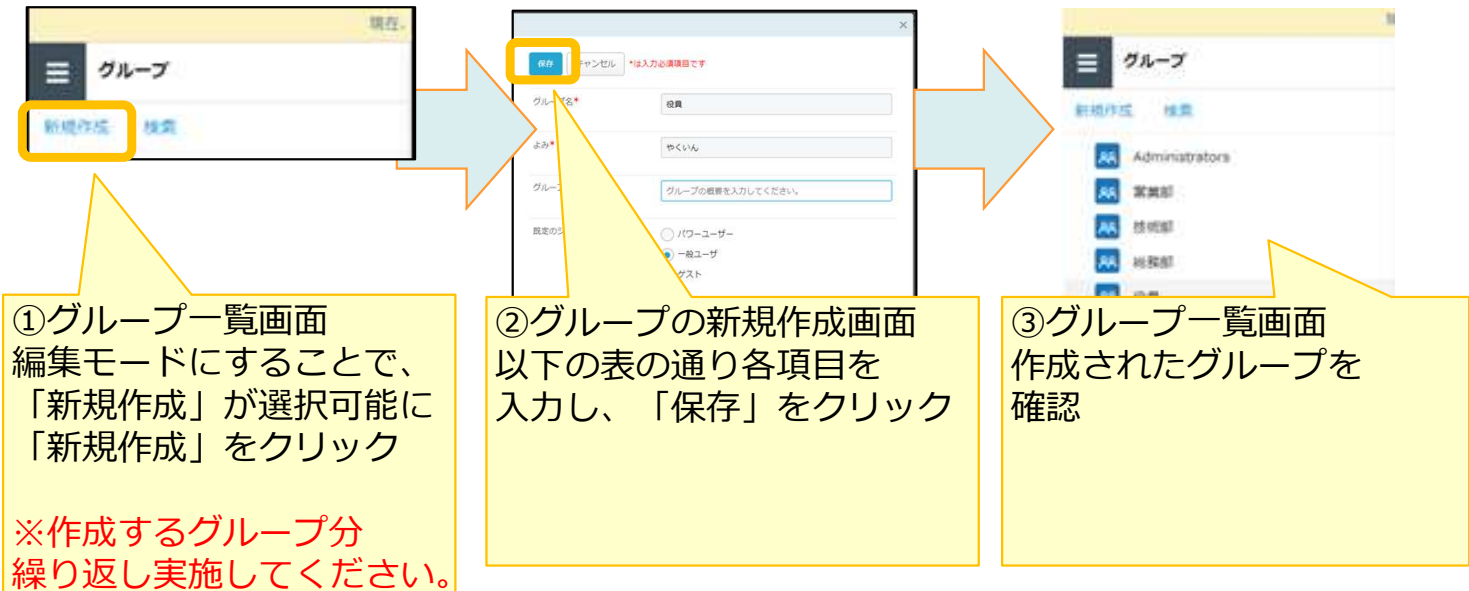 現在、
グループ
新規作成 検索
①グループ一覧画面
編集モードにすることで、
「新規作成」が選択可能に
「新規作成」をクリック
※作成するグループ分
繰り返し実施してください。
×
保存 キャンセル *は入力必須項目です
グループ名* 役員
よみ* やくいん
グルー グループの概要を入力してください。
既定の パワーユーザー
一般ユーザ
ゲスト
②グループの新規作成画面
以下の表の通り各項目を
入力し、「保存」をクリック
グループ
新規作成 検索
Administrators
営業部
技術部
総務部
役員
③グループ一覧画面
作成されたグループを
確認